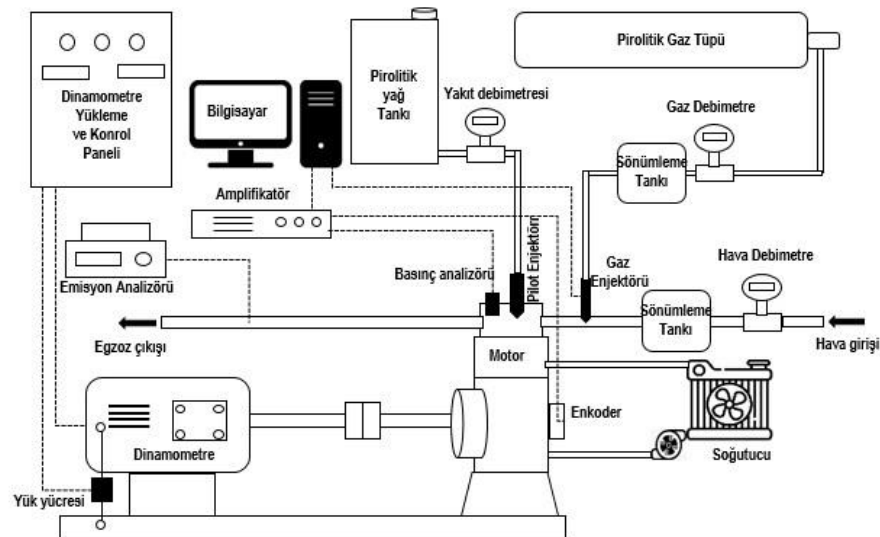 Dinamometre
Yükleme
ve Konrol
Paneli
Bilgisayar
Pirolitik
yağ
Tankı
Yakıt debimetresi
Pirolitik Gaz Tüpü
Gaz Debimetre
Sönümleme
Tankı
Amplifikatör
Emisyon Analizörü
Basınç analizörü
Pilot Enjektörı
Gaz
Enjektörü
Hava Debimetre
Sönümleme
Tankı
Egzoz çıkışı
Hava girişi
Motor
Enkoder
Dinamometre
Soğutucu
Yük yücresi